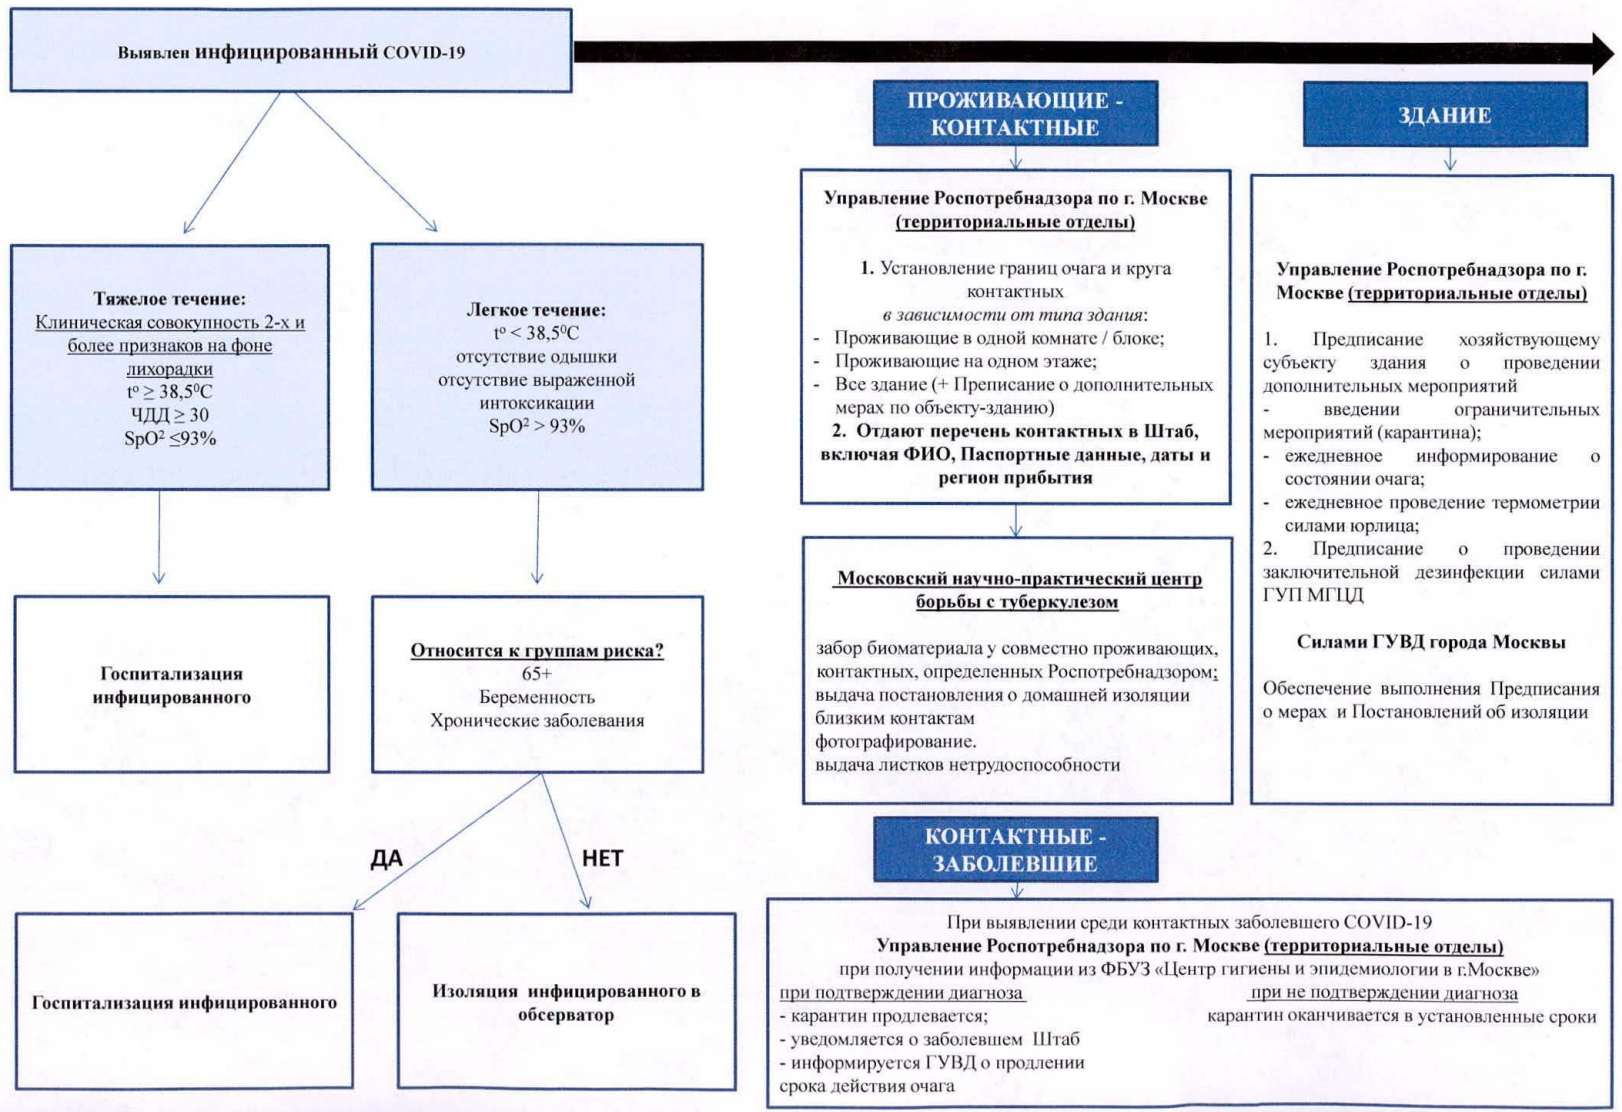 Выявлен инфицированный COVID-19
Тяжелое течение:
Клиническая совокупность 2-х и
более признаков на фоне
лихорадки
tº ≥ 38,5⁰С
ЧДД ≥ 30
SpO² ≤93%
Легкое течение:
tº < 38,5⁰С
отсутствие одышки
отсутствие выраженной
интоксикации
SpO² > 93%
Госпитализация
инфицированного
Относится к группам риска?
65+
Беременность
Хронические заболевания
ДА
НЕТ
Госпитализация инфицированного
Изоляция инфицированного в
обсерватор
ПРОЖИВАЮЩИЕ -
КОНТАКТНЫЕ
Управление Роспотребнадзора по г. Москве
(территориальные отделы)
1. Установление границ очага и круга
контактных
в зависимости от типа здания:
- Проживающие в одной комнате / блоке;
- Проживающие на одном этаже;
- Все здание (+ Преписание о дополнительных
мерах по объекту-зданию)
2. Отдают перечень контактных в Штаб,
включая ФИО, Паспортные данные, даты и
регион прибытия
Московский научно-практический центр
борьбы с туберкулезом
забор биоматериала у совместно проживающих,
контактных, определенных Роспотребнадзором;
выдача постановления о домашней изоляции
близким контактам
фотографирование.
выдача листков нетрудоспособности
ЗДАНИЕ
Управление Роспотребнадзора по г.
Москве (территориальные отделы)
1. Предписание хозяйствующему
субъекту здания о проведении
дополнительных мероприятий
- введении ограничительных
мероприятий (карантина);
- ежедневное информирование о
состоянии очага;
- ежедневное проведение термометрии
силами юрлица;
2. Предписание о проведении
заключительной дезинфекции силами
ГУП МГЦД
Силами ГУВД города Москвы
Обеспечение выполнения Предписания
о мерах и Постановлений об изоляции
КОНТАКТНЫЕ -
ЗАБОЛЕВШИЕ
При выявлении среди контактных заболевшего COVID-19
Управление Роспотребнадзора по г. Москве (территориальные отделы)
при получении информации из ФБУЗ «Центр гигиены и эпидемиологии в г.Москве»
при подтверждении диагноза
- карантин продлевается;
- уведомляется о заболевшем Штаб
- информируется ГУВД о продлении
срока действия очага
при не подтверждении диагноза
карантин оканчивается в установленные сроки